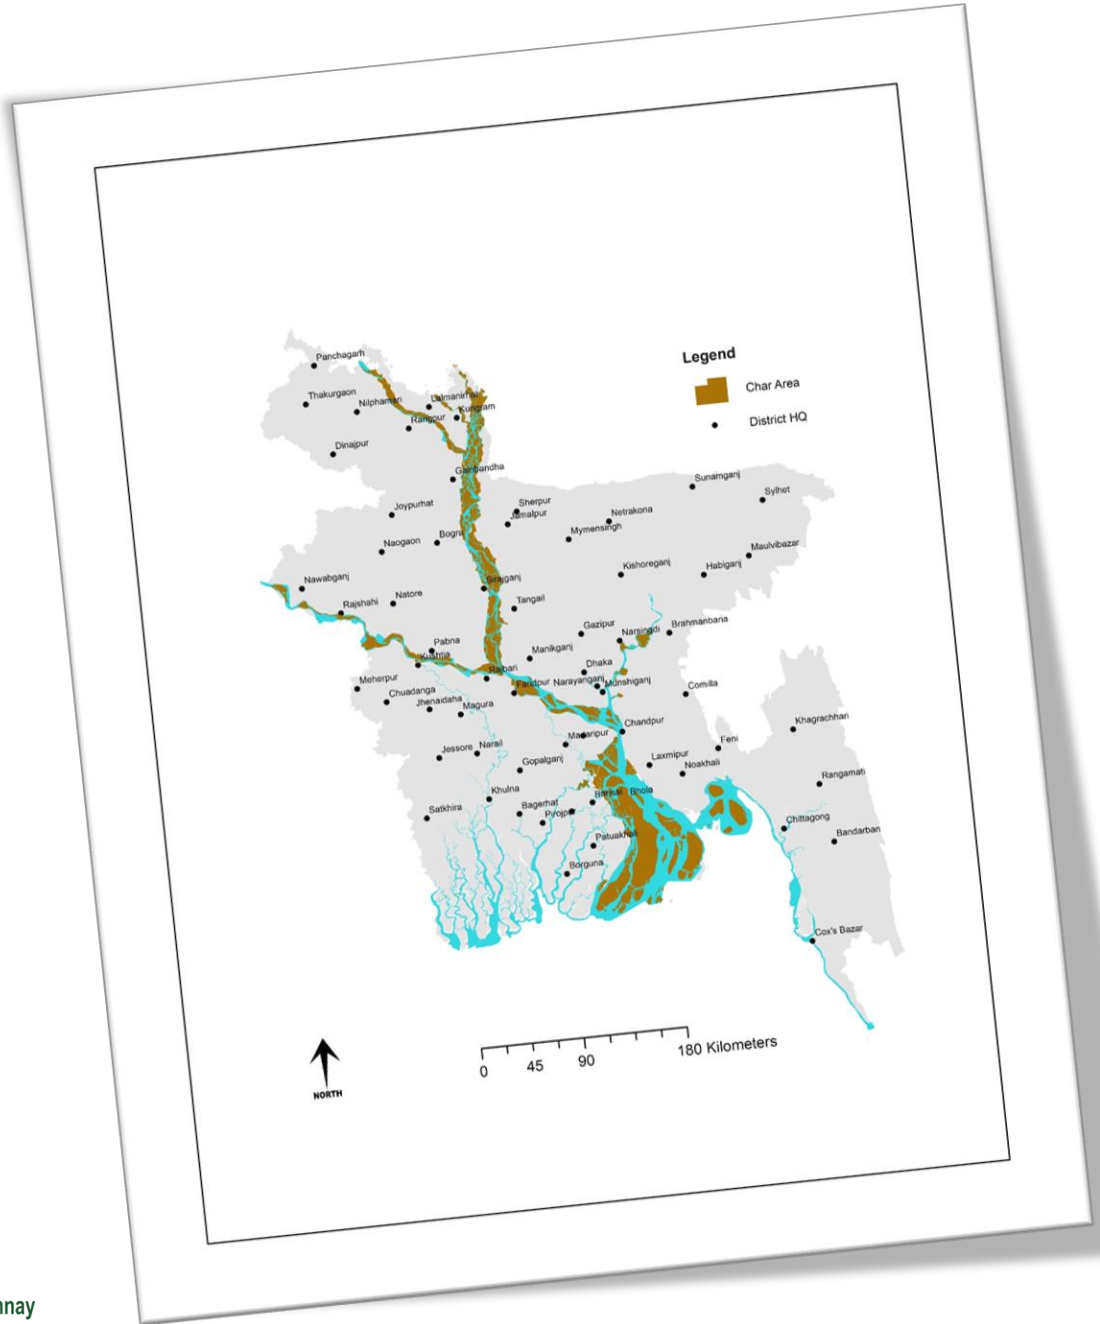 Legend
Char Area
District HQ
Panchagarh
Thakurgaon
Nilphamari
Lalmanirhat
Kurigram
Rangpur
Dinajpur
Gaibandha
Joypurhat
Sherpur
Jamalpur
Netrakona
Sunamganj
Sylhet
Naogaon
Bogra
Mymensingh
Maulvibazar
Nawabganj
Sirajganj
Kishoreganj
Habiganj
Rajshahi
Natore
Tangail
Gazipur
Narsingdi
Brahmanbaria
Pabna
Kushtia
Manikganj
Dhaka
Rajbari
Faridpur
Narayanganj
Munshiganj
Meherpur
Chuadanga
Jhenaidaha
Magura
Comilla
Khagrachhari
Madaripur
Chandpur
Feni
Jessore
Narail
Gopalganj
Laxmipur
Noakhali
Rangamati
Khulna
Satkhira
Bagerhat
Pirojpur
Barisal
Bhola
Chittagong
Bandarban
Patuakhali
Borguna
Cox's Bazar
NORTH
0 45 90 180 Kilometers